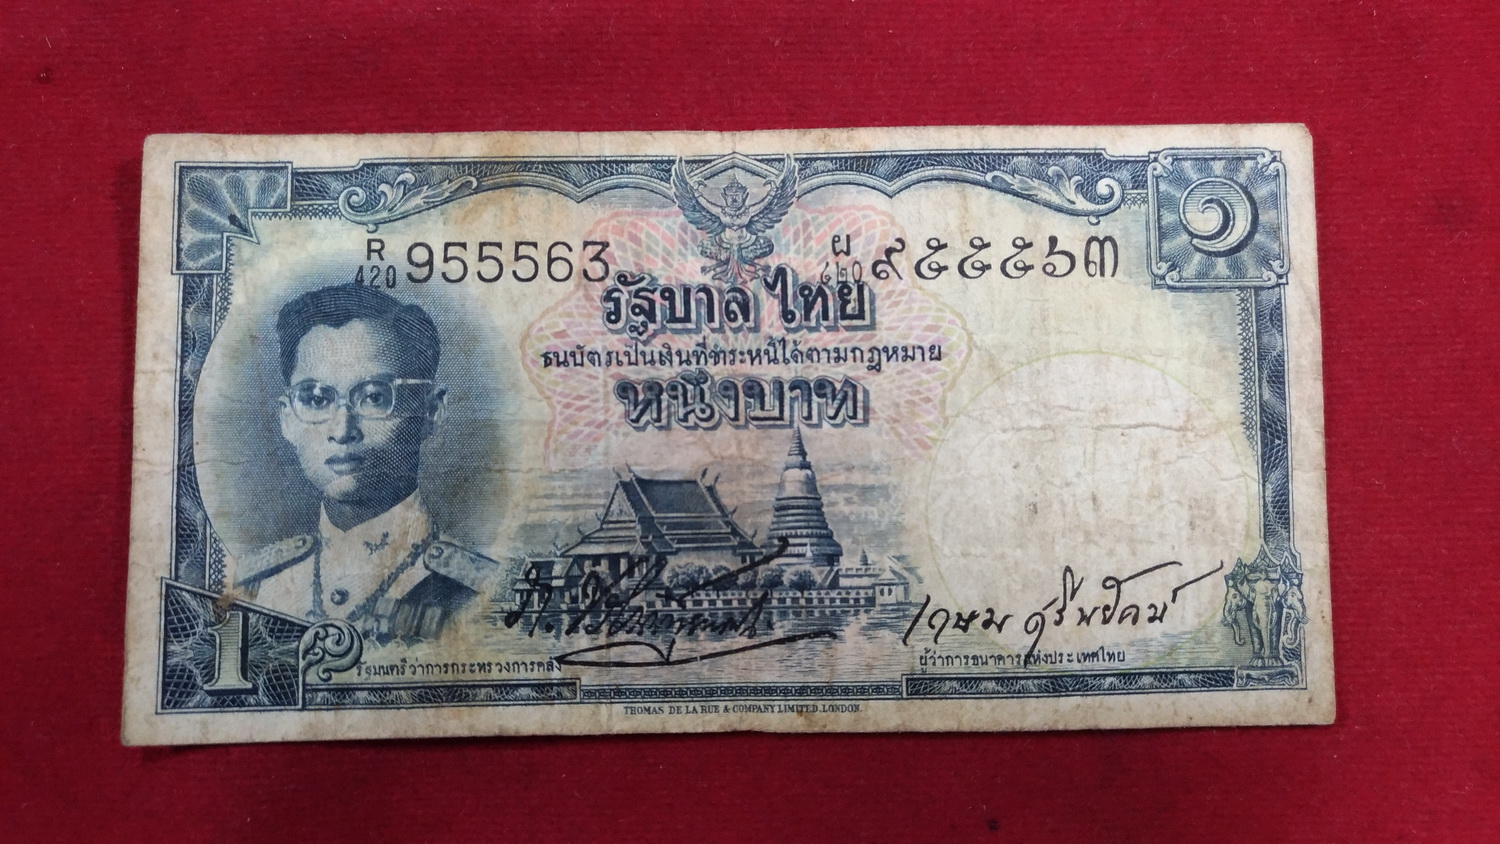 ๑
R
420 955563
ผ
๔๒๐ ๙๕๕๕๖๓
รัฐบาลไทย
ธนบัตรเป็นเงินที่ชำระหนี้ได้ตามกฎหมาย
หนึ่งบาท
เกษม ศรีพยัคฆ์
1 ๑
รัฐมนตรีว่าการกระทรวงการคลัง
ผู้ว่าการธนาคารแห่งประเทศไทย
THOMAS DE LA RUE & COMPANY LIMITED. LONDON.